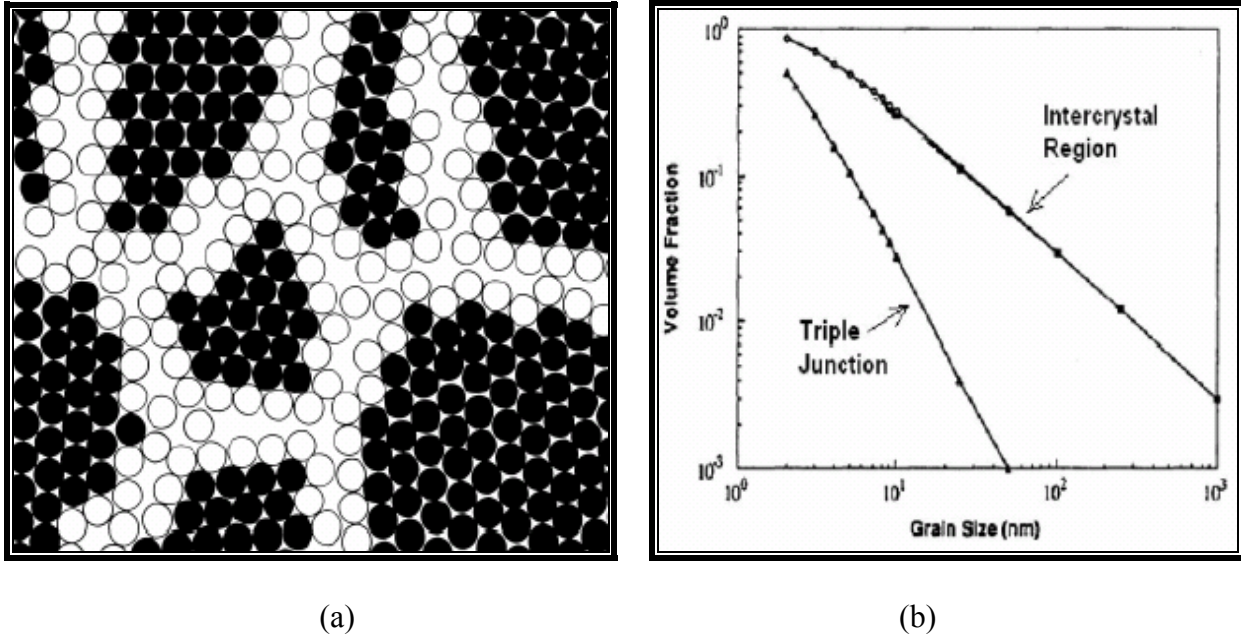 10⁰
10⁻¹
10⁻²
10⁻³
Volume Fraction
Intercrystal
Region
Triple
Junction
10⁰
10¹
10²
10³
Grain Size (nm)
(a)
(b)